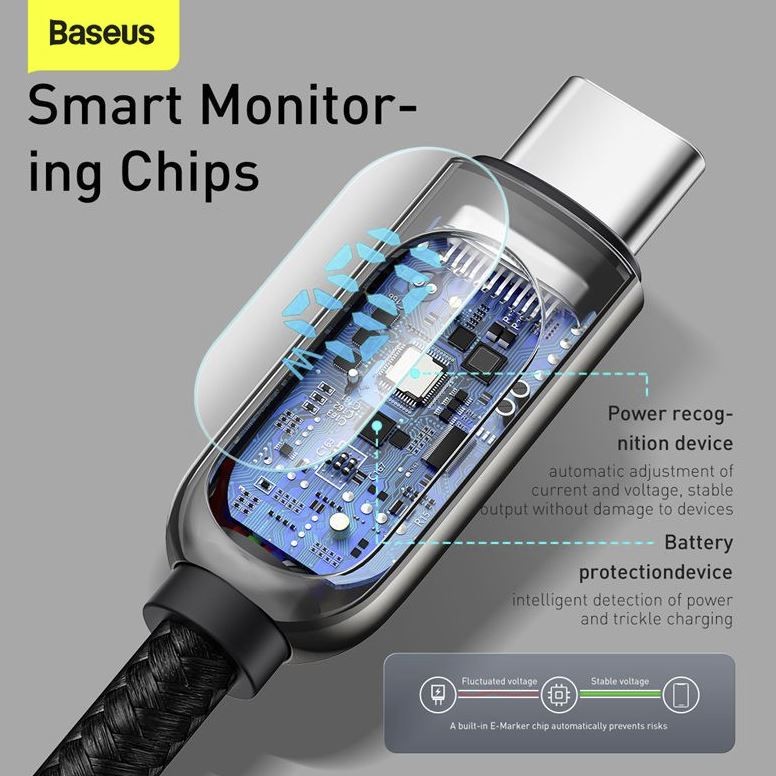 Baseus
Smart Monitor-
ing Chips
Power recog-
nition device
automatic adjustment of
current and voltage, stable
output without damage to devices
Battery
protectiondevice
intelligent detection of power
and trickle charging
Fluctuated voltage
Stable voltage
A built-in E-Marker chip automatically prevents risks